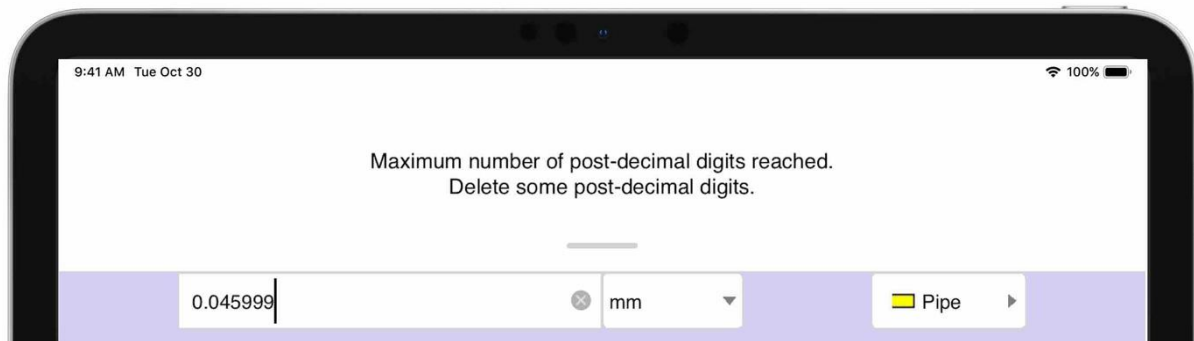 9:41 AM Tue Oct 30
100%
Maximum number of post-decimal digits reached.
Delete some post-decimal digits.
0.045999
mm
Pipe